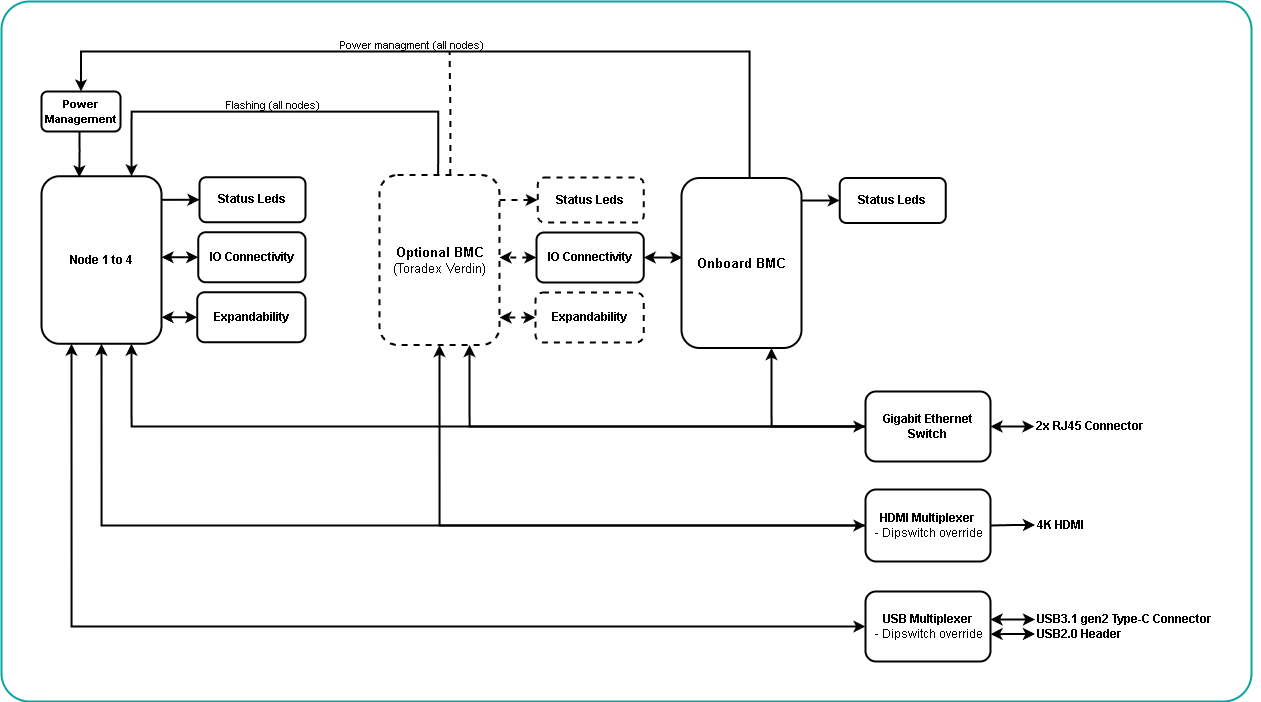 Power managment (all nodes)
Flashing (all nodes)
Power
Management
Node 1 to 4
Status Leds
IO Connectivity
Expandability
Optional BMC
(Toradex Verdin)
Status Leds
IO Connectivity
Expandability
Onboard BMC
Status Leds
Gigabit Ethernet
Switch
2x RJ45 Connector
HDMI Multiplexer
- Dipswitch override
4K HDMI
USB Multiplexer
- Dipswitch override
USB3.1 gen2 Type-C Connector
USB2.0 Header